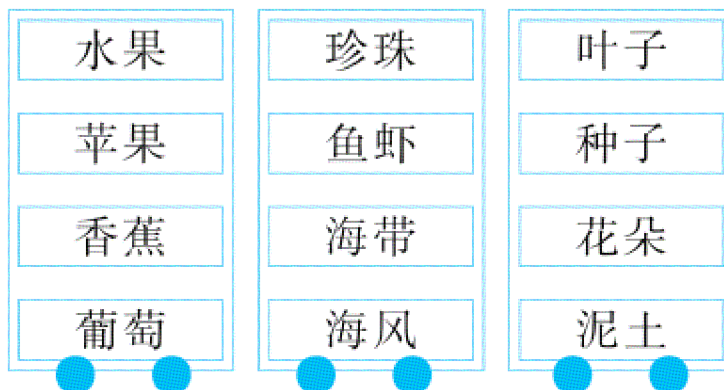 水果 珍珠 叶子
苹果 鱼虾 种子
香蕉 海带 花朵
葡萄 海风 泥土